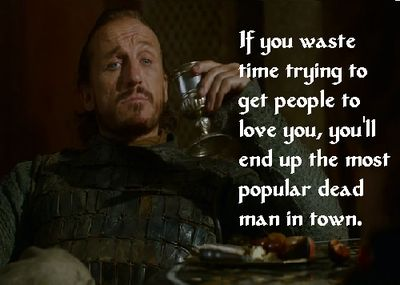 If you waste
time trying to
get people to
love you, you'll
end up the most
popular dead
man in town.